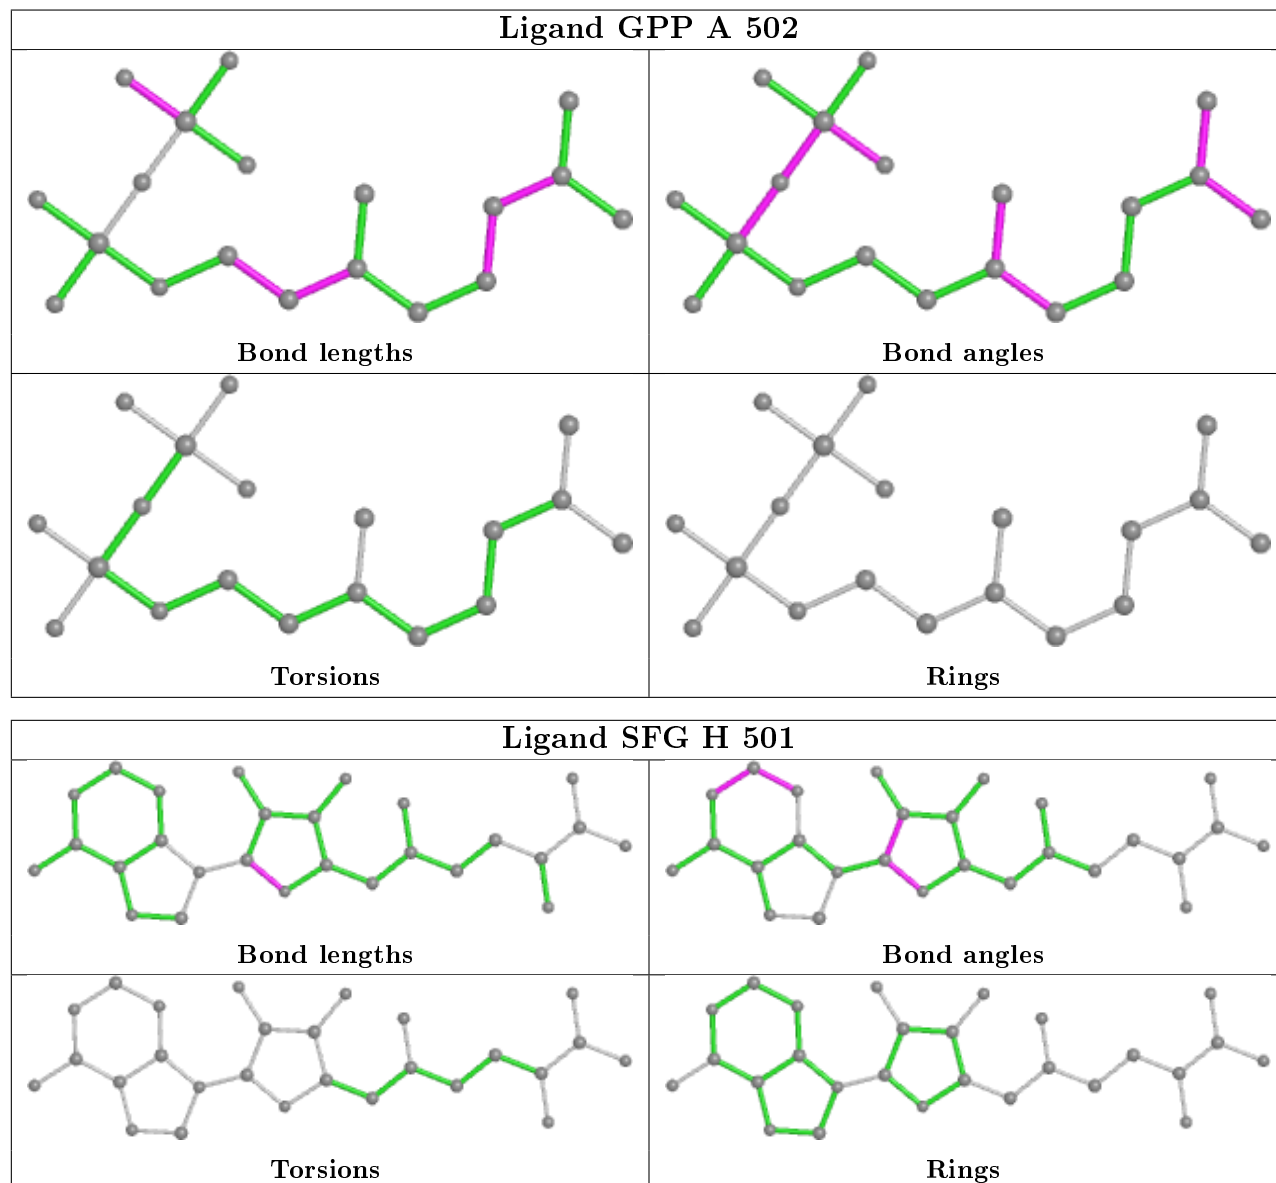 Ligand GPP A 502
Bond lengths
Bond angles
Torsions
Rings
Ligand SFG H 501
Bond lengths
Bond angles
Torsions
Rings